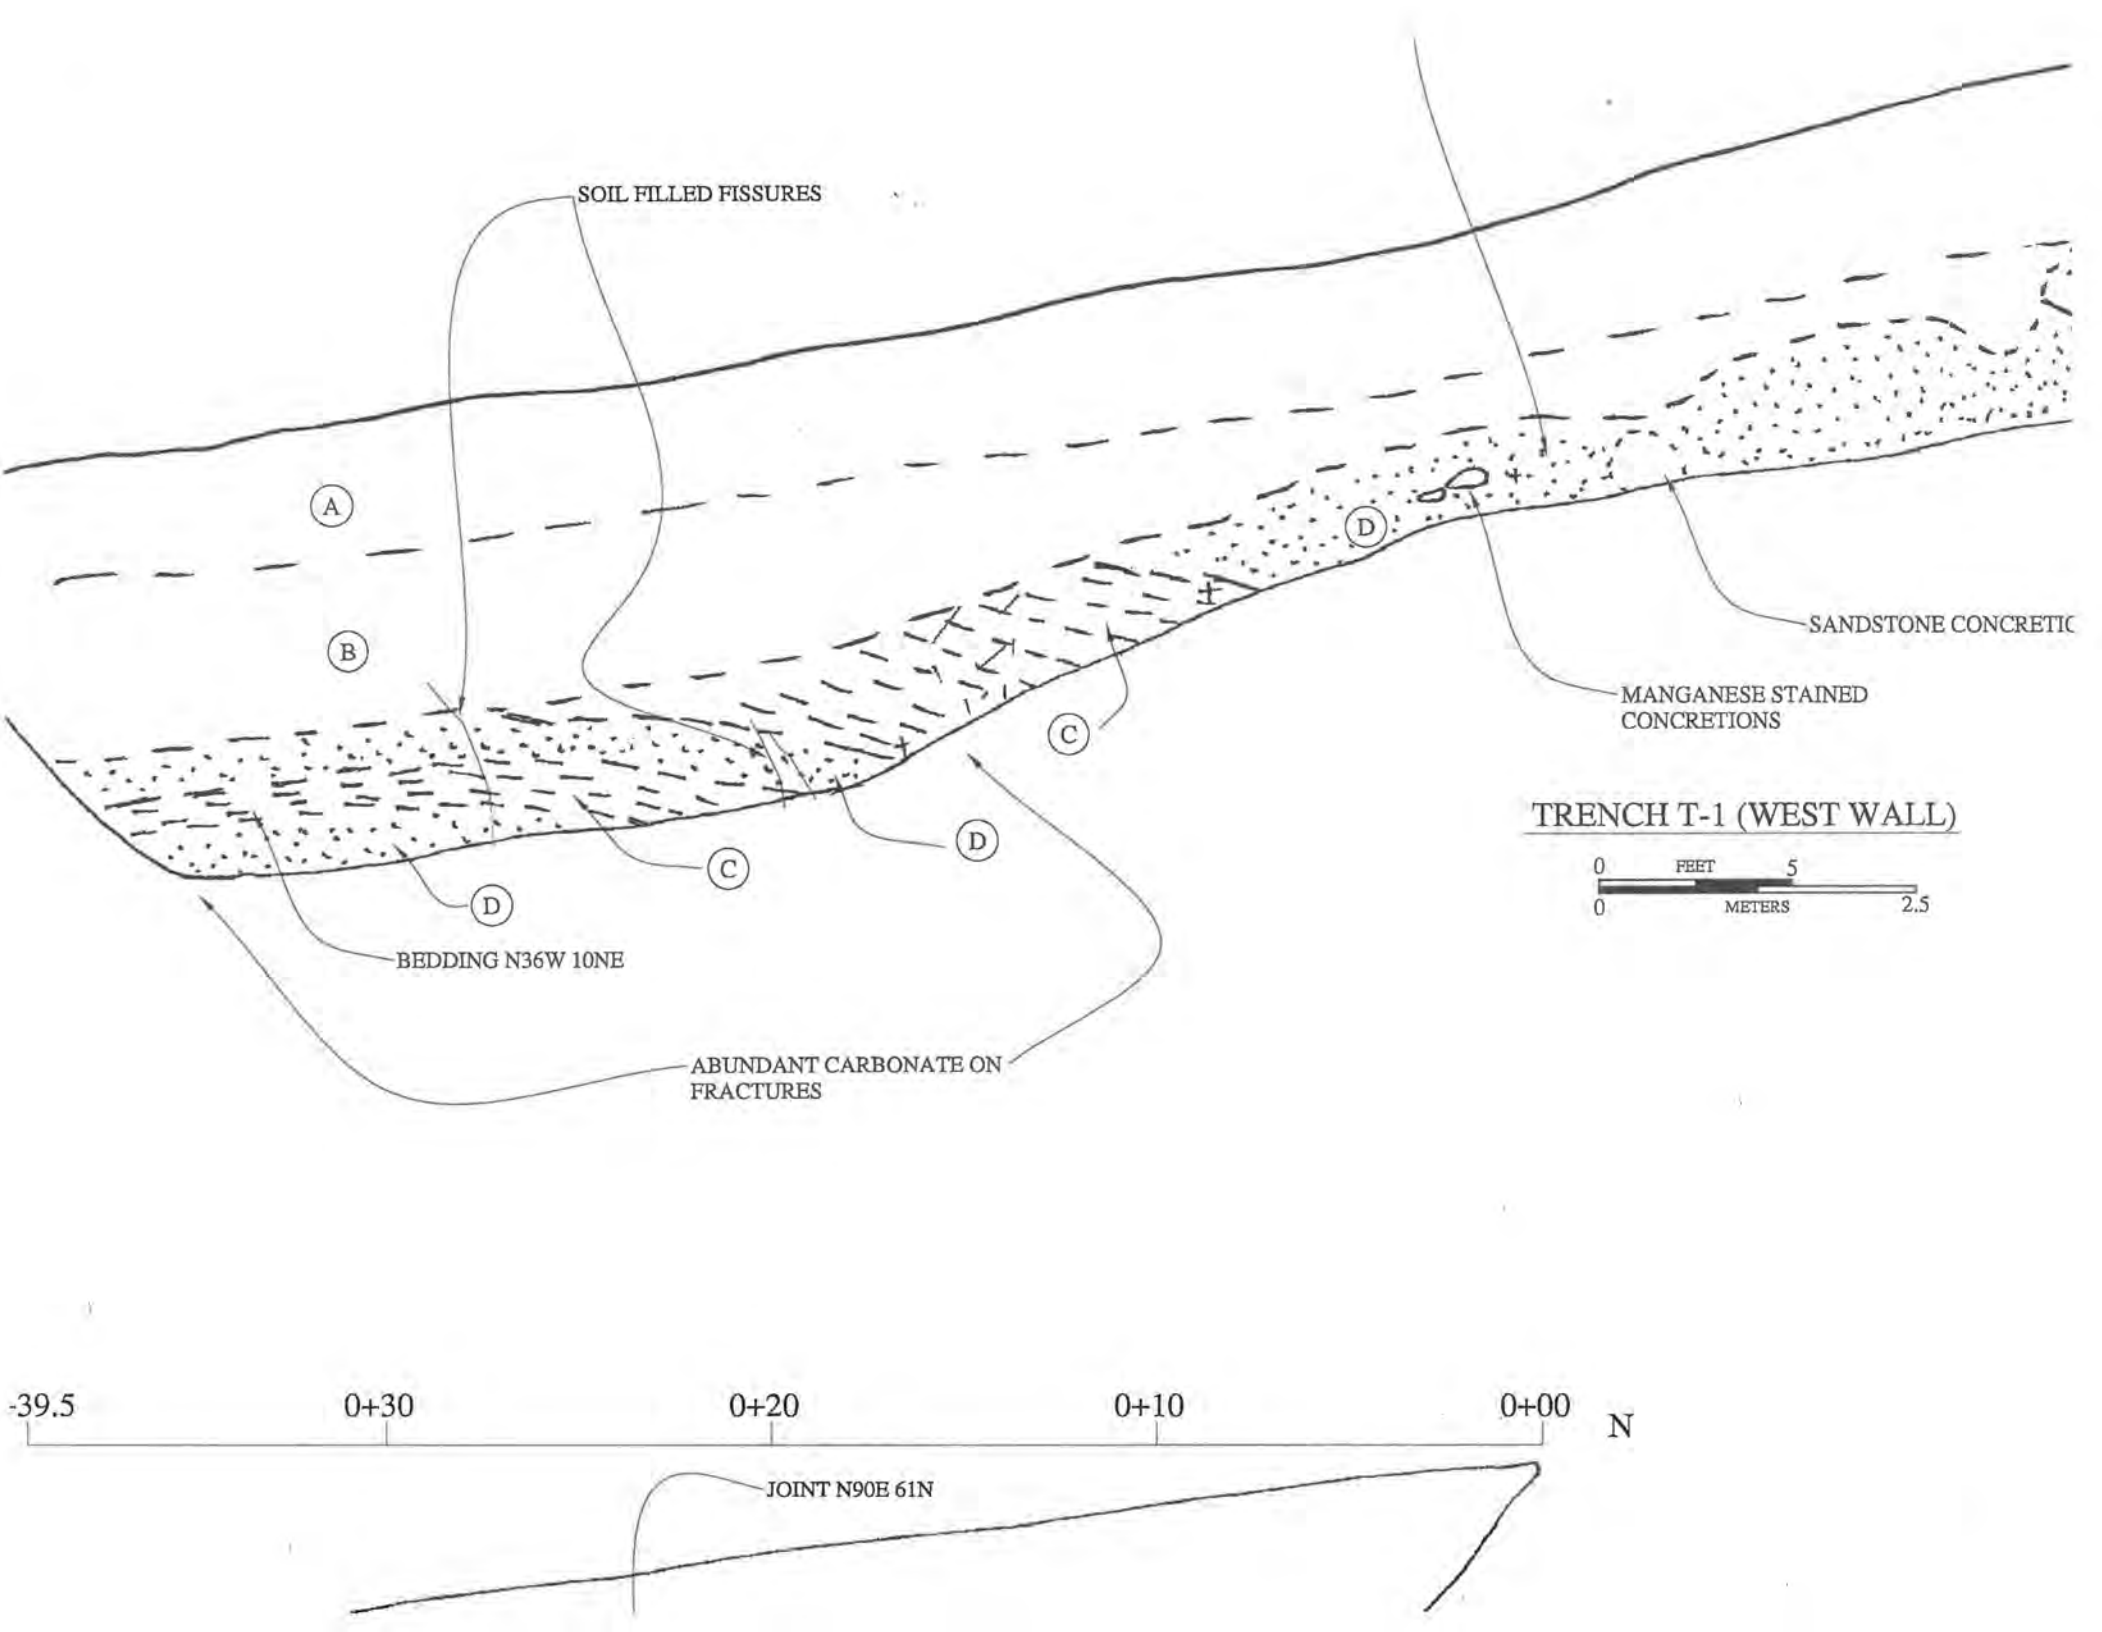 SOIL FILLED FISSURES
A
B
D
SANDSTONE CONCRETIC
MANGANESE STAINED
CONCRETIONS
C
TRENCH T-1 (WEST WALL)
0 FEET 5
0 METERS 2.5
D
C
D
BEDDING N36W 10NE
ABUNDANT CARBONATE ON
FRACTURES
-39.5 0+30 0+20 0+10 0+00 N
JOINT N90E 61N